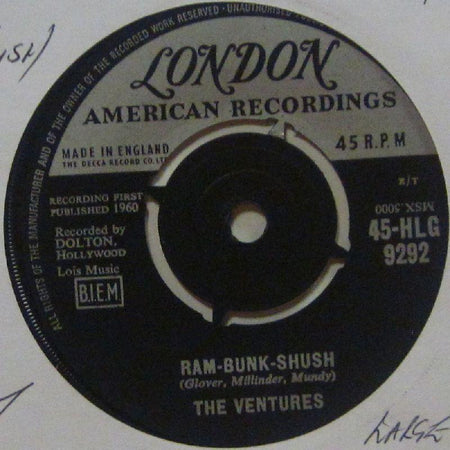 ALL RIGHTS OF THE MANUFACTURER AND OF THE OWNER OF THE RECORDED WORK RESERVED - UNAUTHORISED
LONDON
AMERICAN RECORDINGS
MADE IN ENGLAND
THE DECCA RECORD CO. LTD
45 R.P.M
RECORDING FIRST
PUBLISHED 1960
Recorded by
DOLTON,
HOLLYWOOD
Lois Music
B.I.E.M.
E/T
MSX.5000
45-HLG
9292
RAM-BUNK-SHUSH
(Glover, Millinder, Mundy)
THE VENTURES